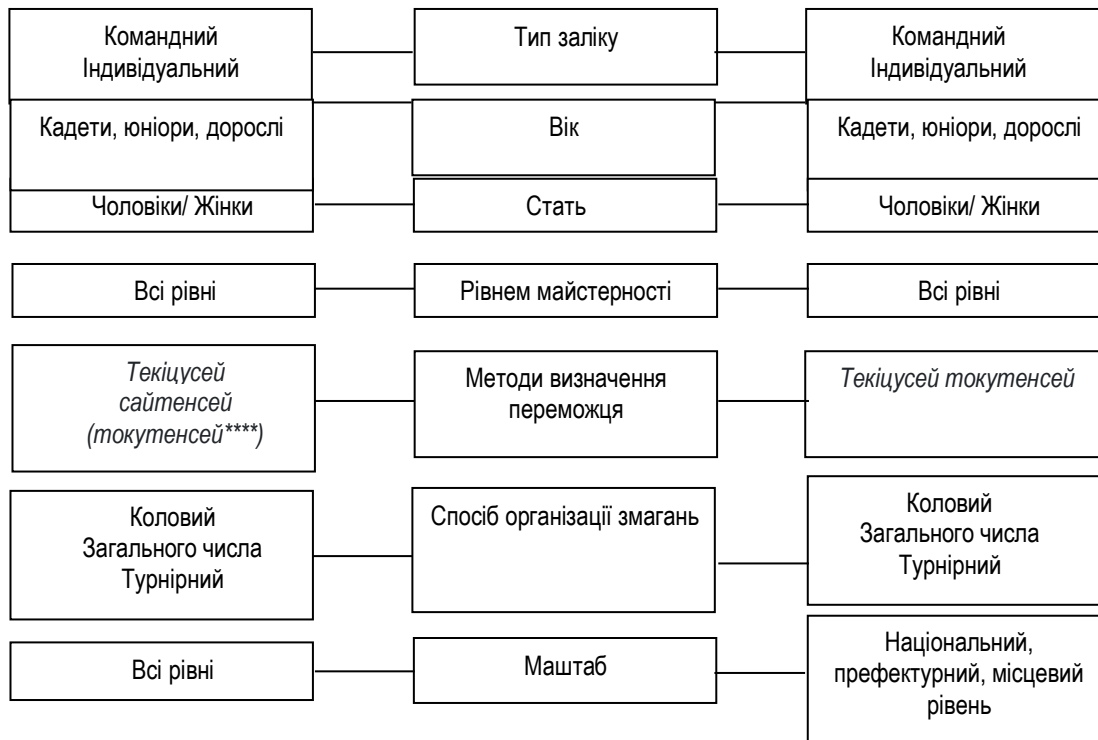 Командний
Індивідуальний
Тип заліку
Командний
Індивідуальний
Кадети, юніори, дорослі
Вік
Кадети, юніори, дорослі
Чоловіки/ Жінки
Стать
Чоловіки/ Жінки
Всі рівні
Рівнем майстерності
Всі рівні
Текіцусей
сайтенсей
(токутенсей****)
Методи визначення
переможця
Текіцусей токутенсей
Коловий
Загального числа
Турнірний
Спосіб організації змагань
Коловий
Загального числа
Турнірний
Всі рівні
Маштаб
Національний,
префектурний, місцевий
рівень